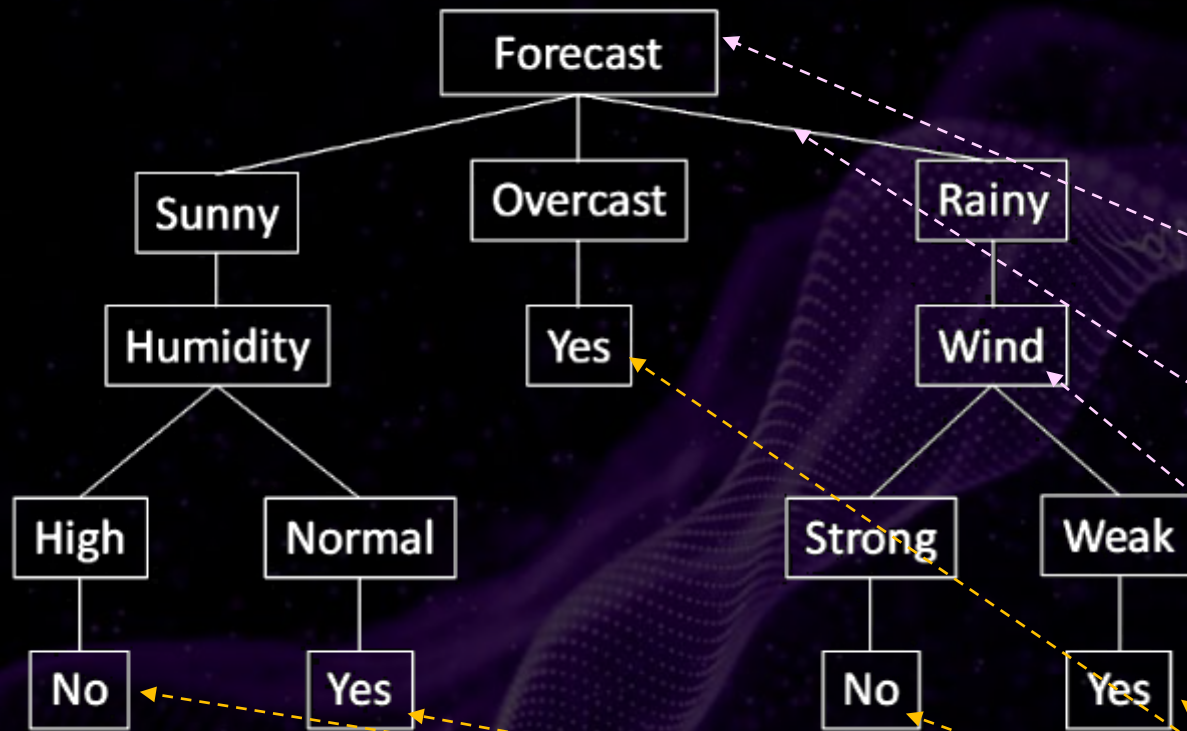 Forecast
Sunny
Overcast
Rainy
Humidity
Yes
Wind
High
Normal
Strong
Weak
No
Yes
No
Yes